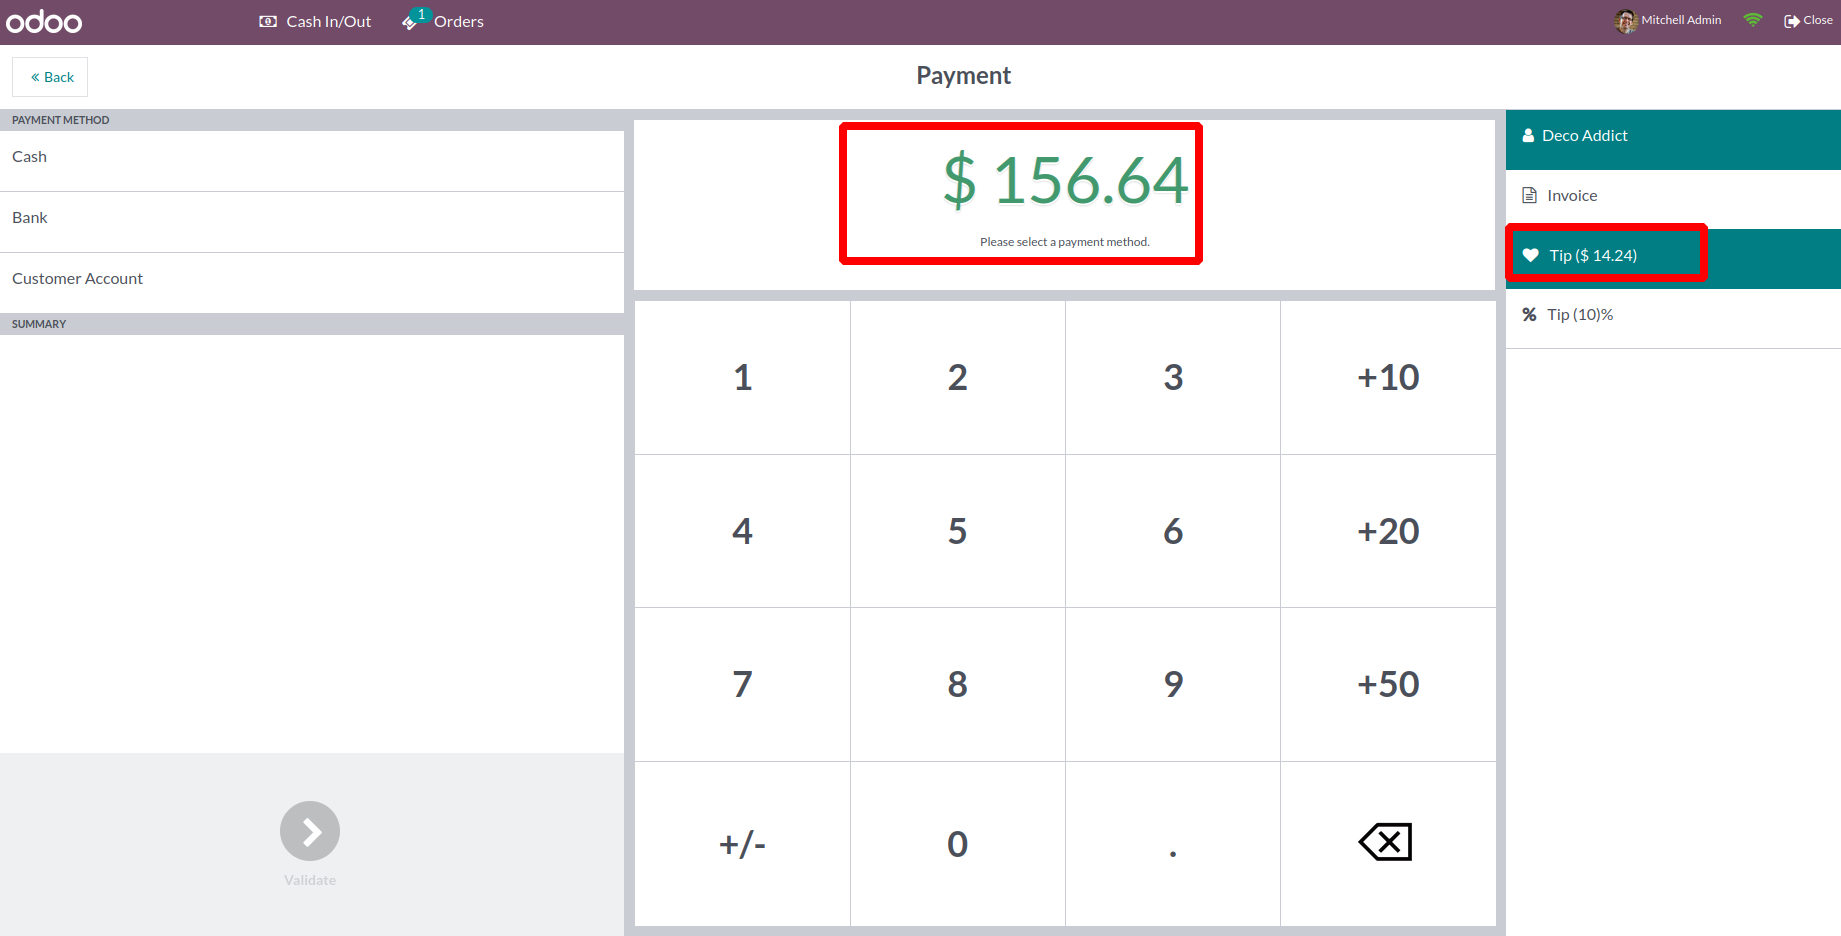 odoo
Cash In/Out
1
Orders
Mitchell Admin
Close
« Back
Payment
PAYMENT METHOD
Cash
Bank
Customer Account
SUMMARY
Validate
$ 156.64
Please select a payment method.
1 2 3 +10
4 5 6 +20
7 8 9 +50
+/- 0 .
Deco Addict
Invoice
Tip ($ 14.24)
% Tip (10)%